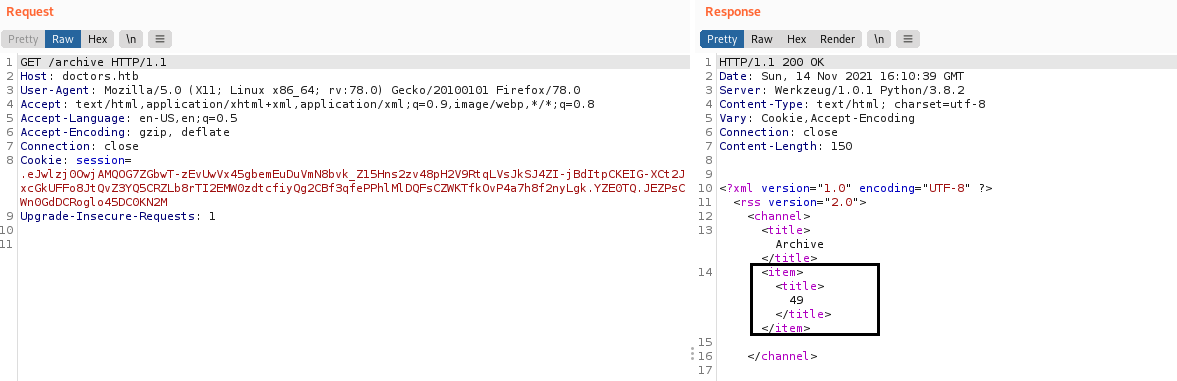 Request
Pretty Raw Hex \n
1 GET /archive HTTP/1.1
2 Host: doctors.htb
3 User-Agent: Mozilla/5.0 (X11; Linux x86_64; rv:78.0) Gecko/20100101 Firefox/78.0
4 Accept: text/html,application/xhtml+xml,application/xml;q=0.9,image/webp,*/*;q=0.8
5 Accept-Language: en-US,en;q=0.5
6 Accept-Encoding: gzip, deflate
7 Connection: close
8 Cookie: session=
.eJwlzj0OwjAMQOG7ZGbwT-zEvUwVx45gbemEuDuVmN8bvk_Z15Hns2zv48pH2V9RtqLVsJkSJ4ZI-jBdItpCKEIG-XCt2J
xcGkUFFo8JtQvZ3YQ5CRZLb8rTI2EMW0zdtcfiyQg2CBf3qfePPhlMlDQFsCZWKTfkOvP4a7h8f2nyLgk.YZE0TQ.JEZPsC
Wn0GdDCRoglo45DC0KN2M
9 Upgrade-Insecure-Requests: 1
10
11
Response
Pretty Raw Hex Render \n
1 HTTP/1.1 200 OK
2 Date: Sun, 14 Nov 2021 16:10:39 GMT
3 Server: Werkzeug/1.0.1 Python/3.8.2
4 Content-Type: text/html; charset=utf-8
5 Vary: Cookie,Accept-Encoding
6 Connection: close
7 Content-Length: 150
8
9
10 <?xml version="1.0" encoding="UTF-8" ?>
11 <rss version="2.0">
12 <channel>
13 <title>
Archive
</title>
14 <item>
<title>
49
</title>
</item>
15
16 </channel>
17